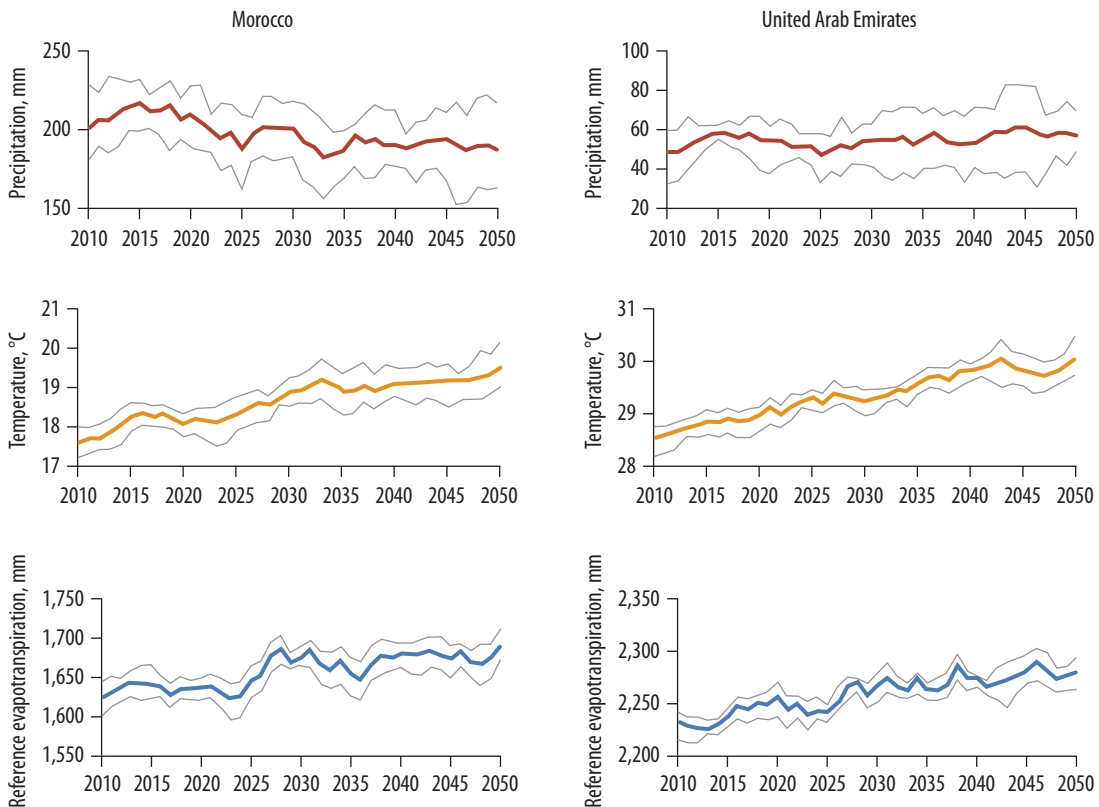 Morocco
Precipitation, mm
250
200
150
2010 2015 2020 2025 2030 2035 2040 2045 2050
United Arab Emirates
Precipitation, mm
100
80
60
40
20
2010 2015 2020 2025 2030 2035 2040 2045 2050
Temperature, °C
21
20
19
18
17
2010 2015 2020 2025 2030 2035 2040 2045 2050
Temperature, °C
31
30
29
28
2010 2015 2020 2025 2030 2035 2040 2045 2050
Reference evapotranspiration, mm
1,750
1,700
1,650
1,600
1,550
2010 2015 2020 2025 2030 2035 2040 2045 2050
Reference evapotranspiration, mm
2,350
2,300
2,250
2,200
2010 2015 2020 2025 2030 2035 2040 2045 2050